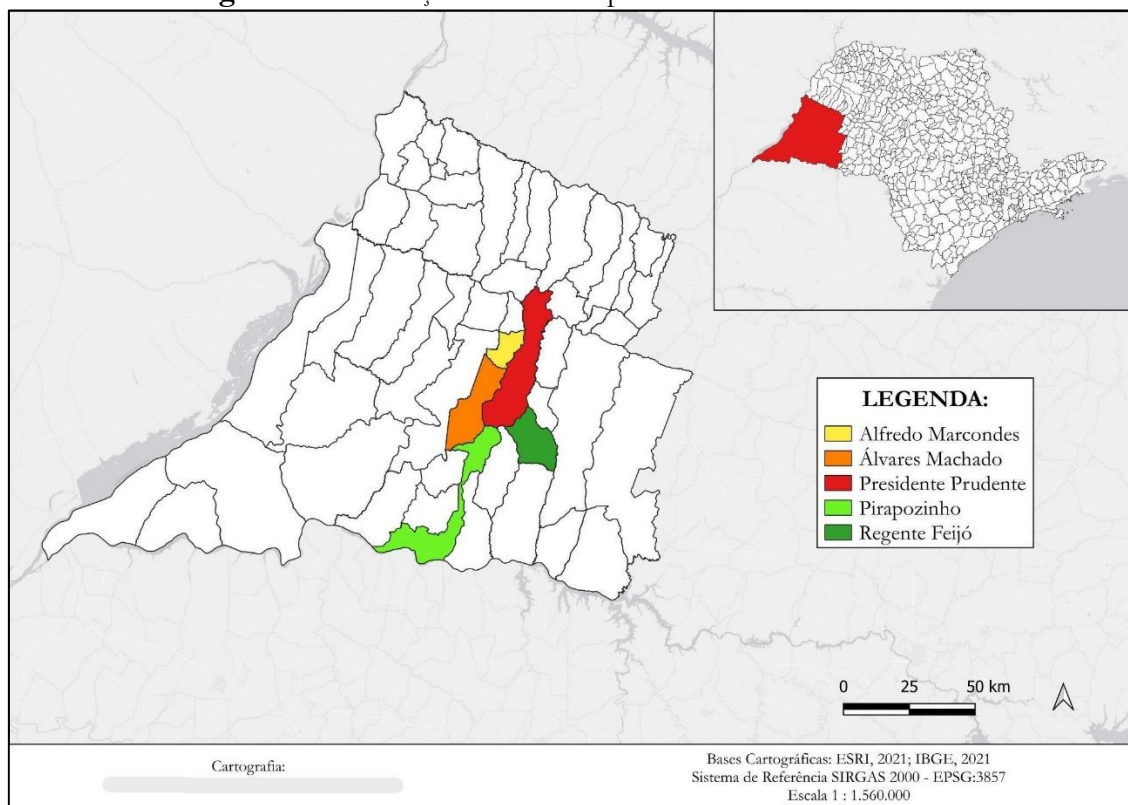 LEGENDA:
Alfredo Marcondes
Álvares Machado
Presidente Prudente
Pirapozinho
Regente Feijó
0 25 50 km
Cartografia:
Bases Cartográficas: ESRI, 2021; IBGE, 2021
Sistema de Referência SIRGAS 2000 - EPSG:3857
Escala 1 : 1.560.000